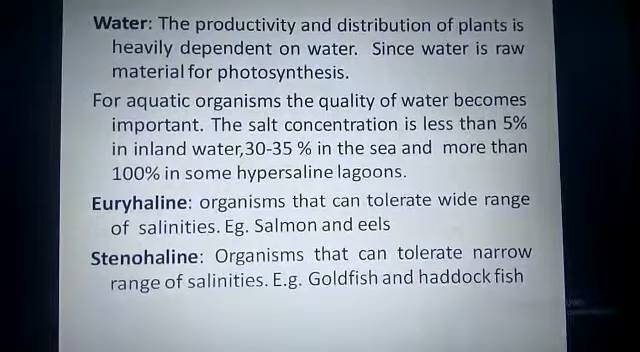 Water: The productivity and distribution of plants is
heavily dependent on water. Since water is raw
material for photosynthesis.
For aquatic organisms the quality of water becomes
important. The salt concentration is less than 5%
in inland water,30-35 % in the sea and more than
100% in some hypersaline lagoons.
Euryhaline: organisms that can tolerate wide range
of salinities. Eg. Salmon and eels
Stenohaline: Organisms that can tolerate narrow
range of salinities. E.g. Goldfish and haddock fish